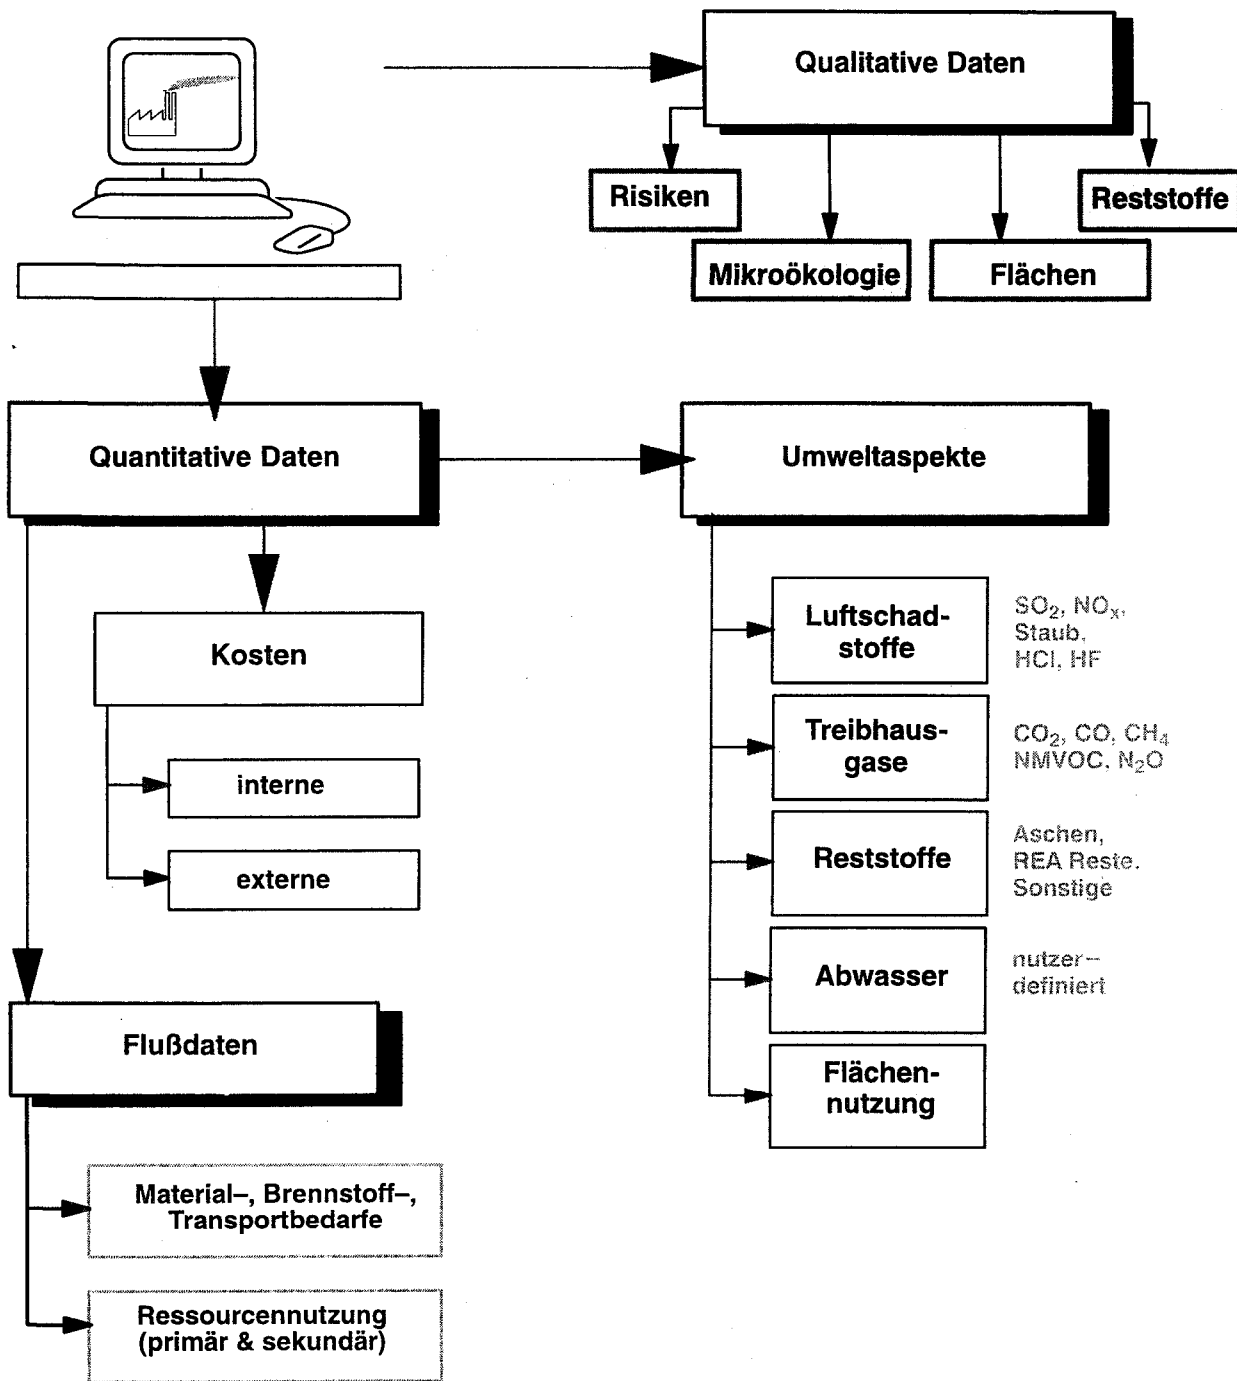 Qualitative Daten
Risiken
Reststoffe
Mikroökologie
Flächen
Quantitative Daten
Umweltaspekte
Kosten
interne
externe
Flußdaten
Material–, Brennstoff–,
Transportbedarfe
Ressourcennutzung
(primär & sekundär)
Luftschad-
stoffe
SO₂, NOₓ,
Staub,
HCl, HF
Treibhaus-
gase
CO₂, CO, CH₄
NMVOC, N₂O
Reststoffe
Aschen,
REA Reste.
Sonstige
Abwasser
nutzer–
definiert
Flächen-
nutzung